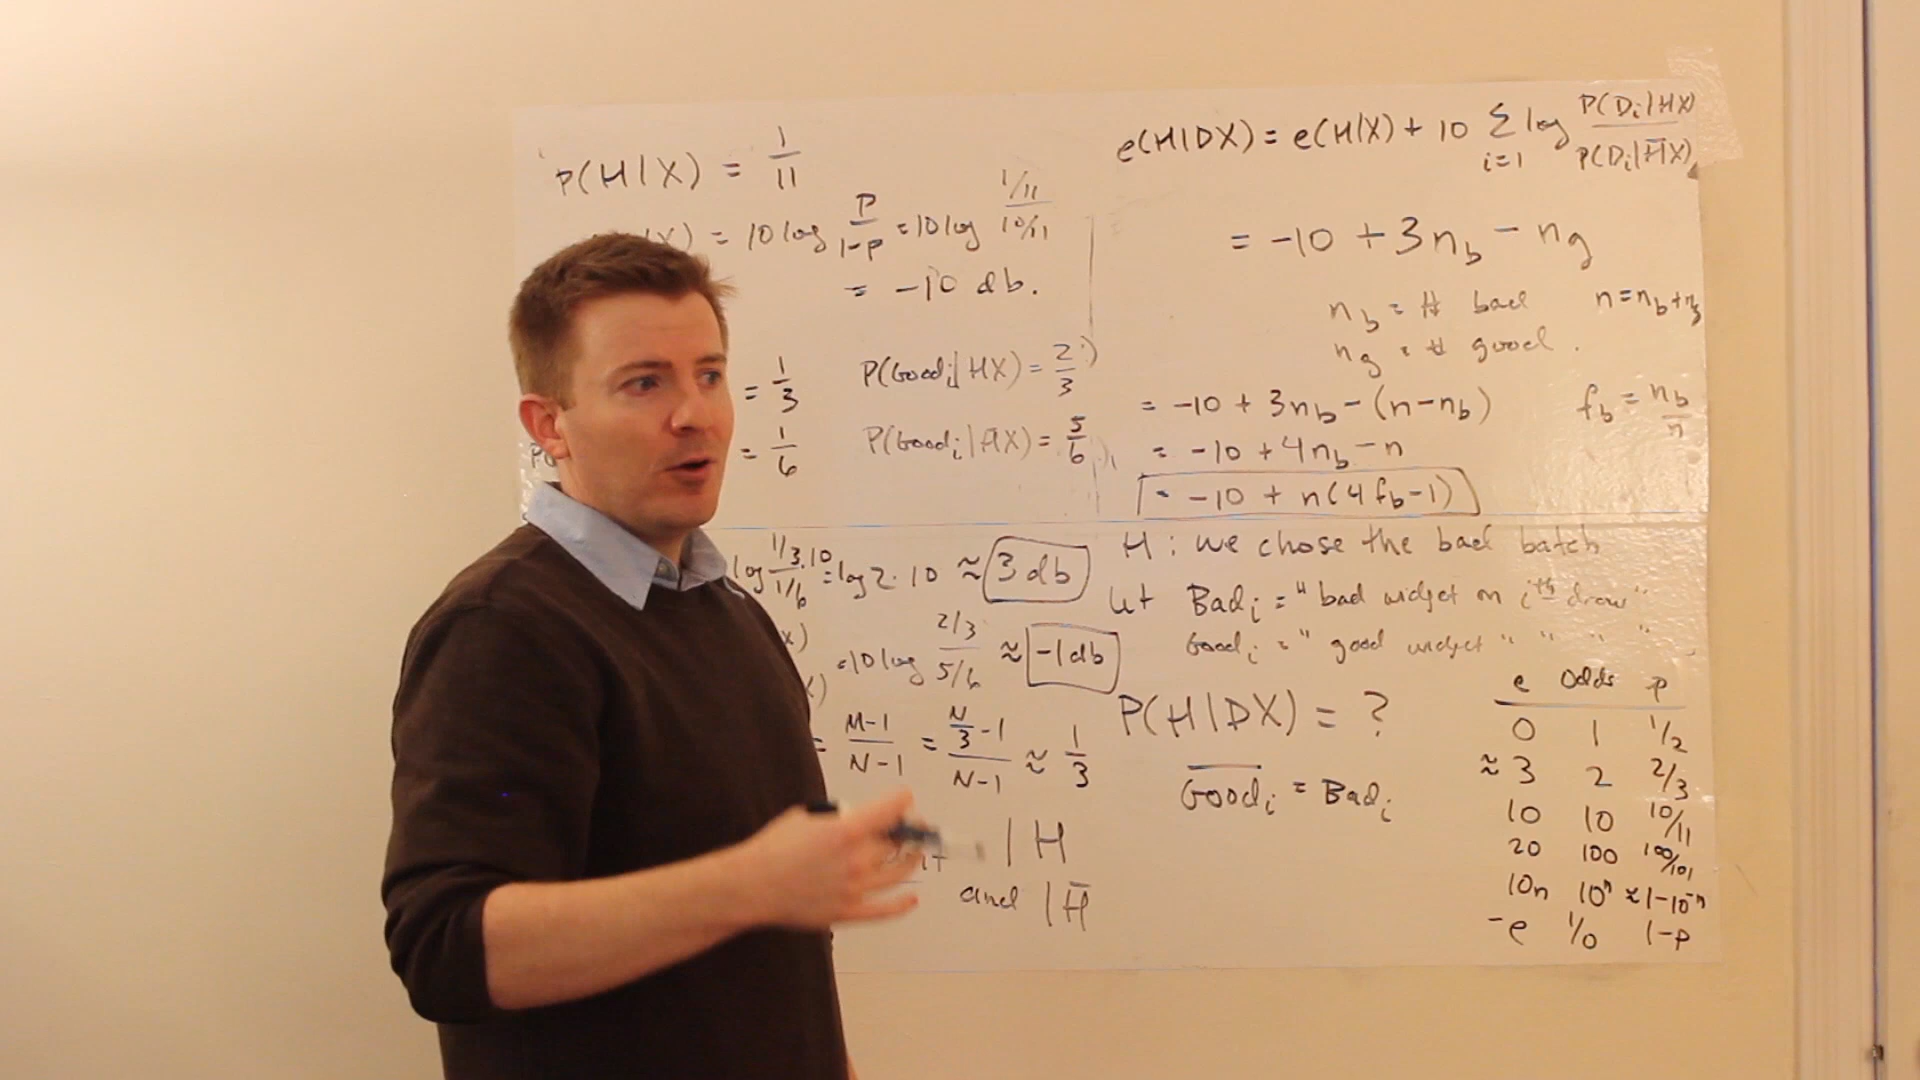 P(H|X) = 1/11
X) = 10 log P/1-P = 10 log 1/11 / 10/11
= -10 db.
= 1/3 P(Good_i|HX) = 2/3
= 1/6 P(Good_i|H̄X) = 5/6
log 1/3 / 1/6 · 10 = log 2 · 10 ≈ 3 db
X)
= 10 log 2/3 / 5/6 ≈ -1 db
= M-1 / N-1 = N/3 - 1 / N-1 ≈ 1/3
| H
and | H̄
e(H|DX) = e(H|X) + 10 Σ i=1 log P(D_i|HX) / P(D_i|H̄X)
= -10 + 3n_b - n_g
n_b = # bad n = n_b + n_g
n_g = # good.
= -10 + 3n_b - (n - n_b) f_b = n_b/n
= -10 + 4n_b - n
= -10 + n(4f_b - 1)
H : we chose the bad batch
let Bad_i = "bad widget on i^th draw"
Good_i = "good widget " " "
P(H|DX) = ?
G̅o̅o̅d̅_i = Bad_i
e Odds P
0 1 1/2
≈ 3 2 2/3
10 10 10/11
20 100 100/101
10n 10^n ≈ 1-10^-n
-e 1/o 1-P